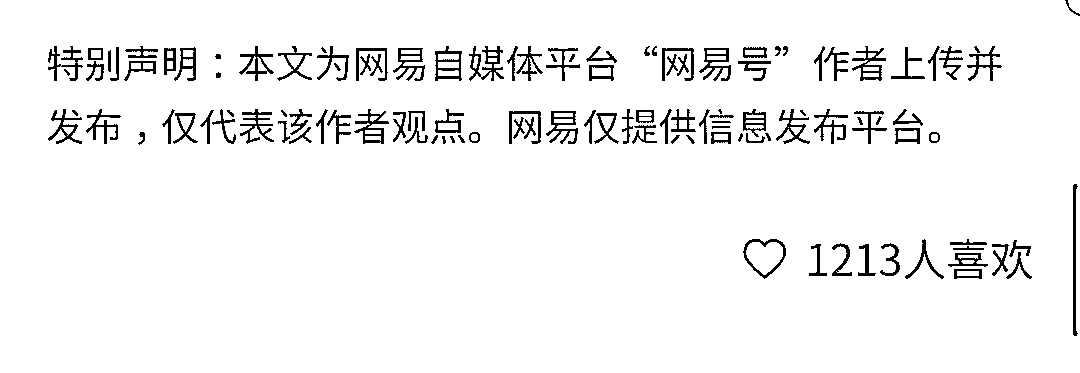 特别声明：本文为网易自媒体平台“网易号”作者上传并
发布，仅代表该作者观点。网易仅提供信息发布平台。
1213人喜欢